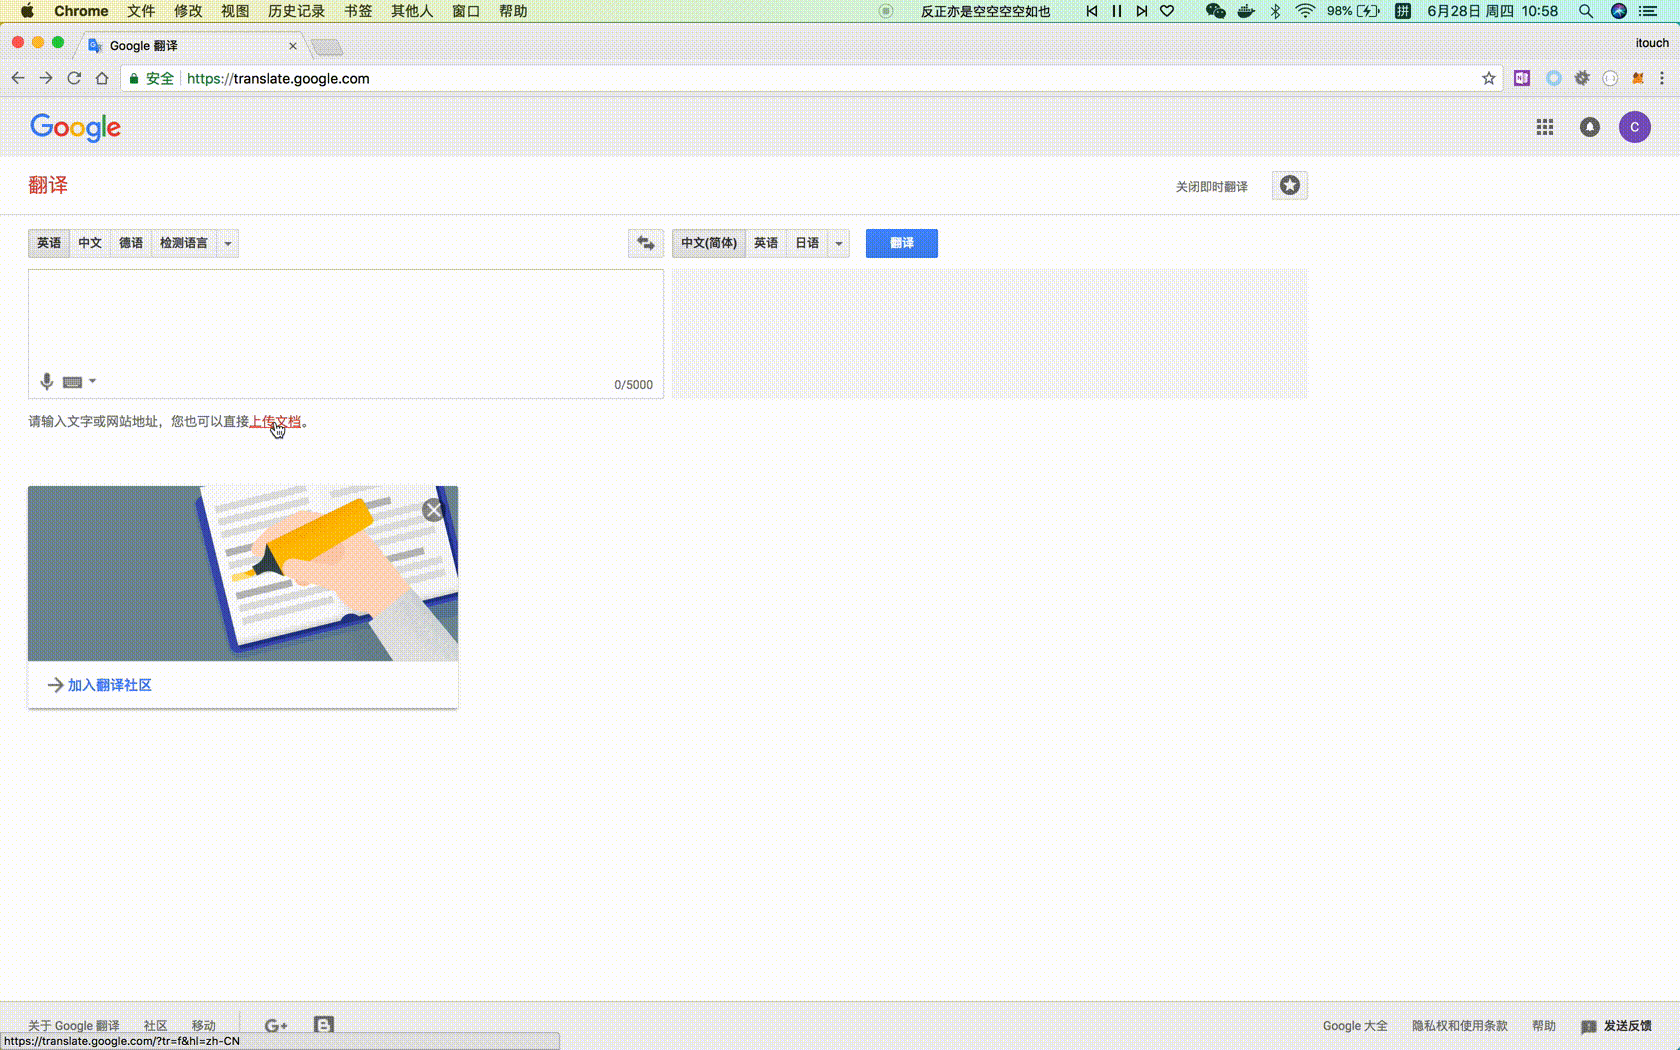 Chrome 文件 修改 视图 历史记录 书签 其他人 窗口 帮助 反正亦是空空空空如也 98% 拼 6月28日 周四 10:58
Google 翻译 itouch
安全 https://translate.google.com
Google C
翻译 关闭即时翻译
英语 中文 德语 检测语言 中文(简体) 英语 日语 翻译
0/5000
请输入文字或网站地址，您也可以直接上传文档。
加入翻译社区
关于 Google 翻译 社区 移动 G+ B Google 大全 隐私权和使用条款 帮助 发送反馈
https://translate.google.com/?tr=f&hl=zh-CN